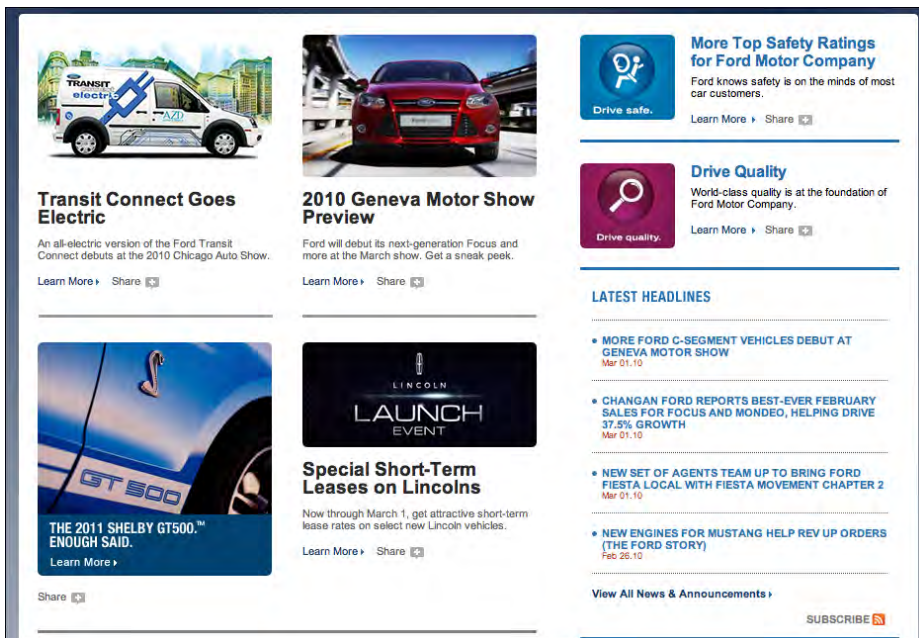 TRANSIT
connect
electric
AZD
Transit Connect Goes
Electric
An all-electric version of the Ford Transit
Connect debuts at the 2010 Chicago Auto Show.
Learn More
Share
Ford
2010 Geneva Motor Show
Preview
Ford will debut its next-generation Focus and
more at the March show. Get a sneak peek.
Learn More
Share
GT 500
THE 2011 SHELBY GT500.™
ENOUGH SAID.
Learn More
Share
LINCOLN
LAUNCH
EVENT
Special Short-Term
Leases on Lincolns
Now through March 1, get attractive short-term
lease rates on select new Lincoln vehicles.
Learn More
Share
Drive safe.
More Top Safety Ratings
for Ford Motor Company
Ford knows safety is on the minds of most
car customers.
Learn More
Share
Drive quality.
Drive Quality
World-class quality is at the foundation of
Ford Motor Company.
Learn More
Share
LATEST HEADLINES
MORE FORD C-SEGMENT VEHICLES DEBUT AT
GENEVA MOTOR SHOW
Mar 01.10
CHANGAN FORD REPORTS BEST-EVER FEBRUARY
SALES FOR FOCUS AND MONDEO, HELPING DRIVE
37.5% GROWTH
Mar 01.10
NEW SET OF AGENTS TEAM UP TO BRING FORD
FIESTA LOCAL WITH FIESTA MOVEMENT CHAPTER 2
Mar 01.10
NEW ENGINES FOR MUSTANG HELP REV UP ORDERS
(THE FORD STORY)
Feb 26.10
View All News & Announcements
SUBSCRIBE